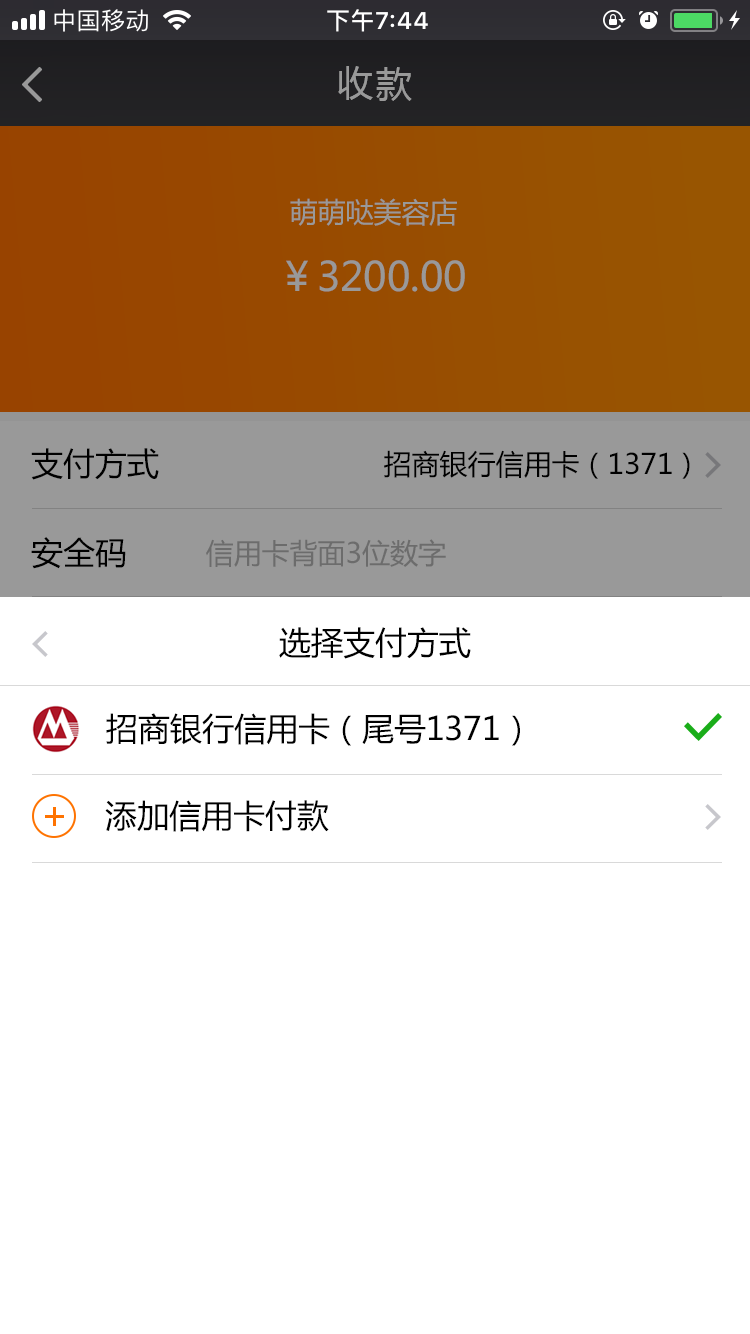 中国移动
下午7:44
收款
萌萌哒美容店
¥ 3200.00
支付方式
招商银行信用卡（1371）
安全码
信用卡背面3位数字
选择支付方式
招商银行信用卡（尾号1371）
添加信用卡付款